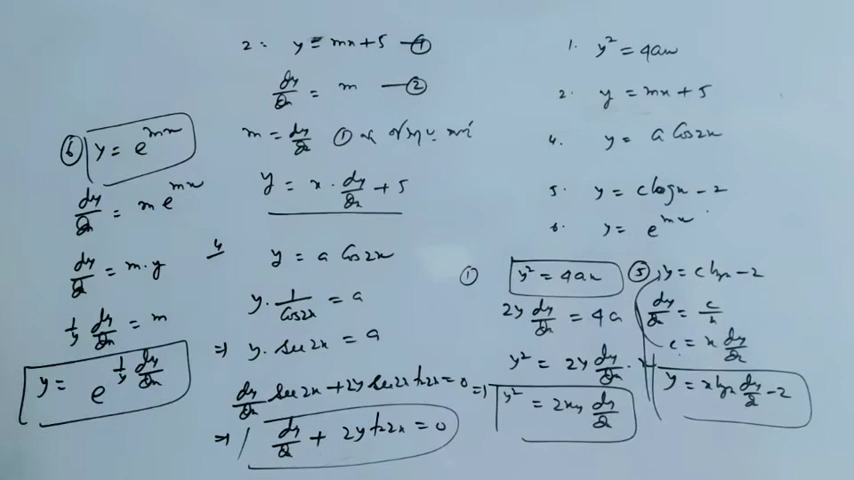 1. y² = 4ax
2. y = mx + 5
4. y = a Cos2x
5. y = clogx - 2
6. y = e^mx
2. y = mx + 5 —①
dy/dx = m —②
m = dy/dx ①
y = x · dy/dx + 5
4
y = a Cos2x
y · 1/Cos2x = a
⇒ y · sec2x = a
dy/dx sec2x + 2y sec2x tan2x = 0
⇒ dy/dx + 2y tan2x = 0
⑥ y = e^mx
dy/dx = m e^mx
dy/dx = m · y
1/y dy/dx = m
y = e^(1/y dy/dx)
① y² = 4ax
2y dy/dx = 4a
y² = 2y dy/dx · x
⇒ y² = 2xy dy/dx
⑤ y = c logx - 2
dy/dx = c/x
c = x dy/dx
y = x logx dy/dx - 2